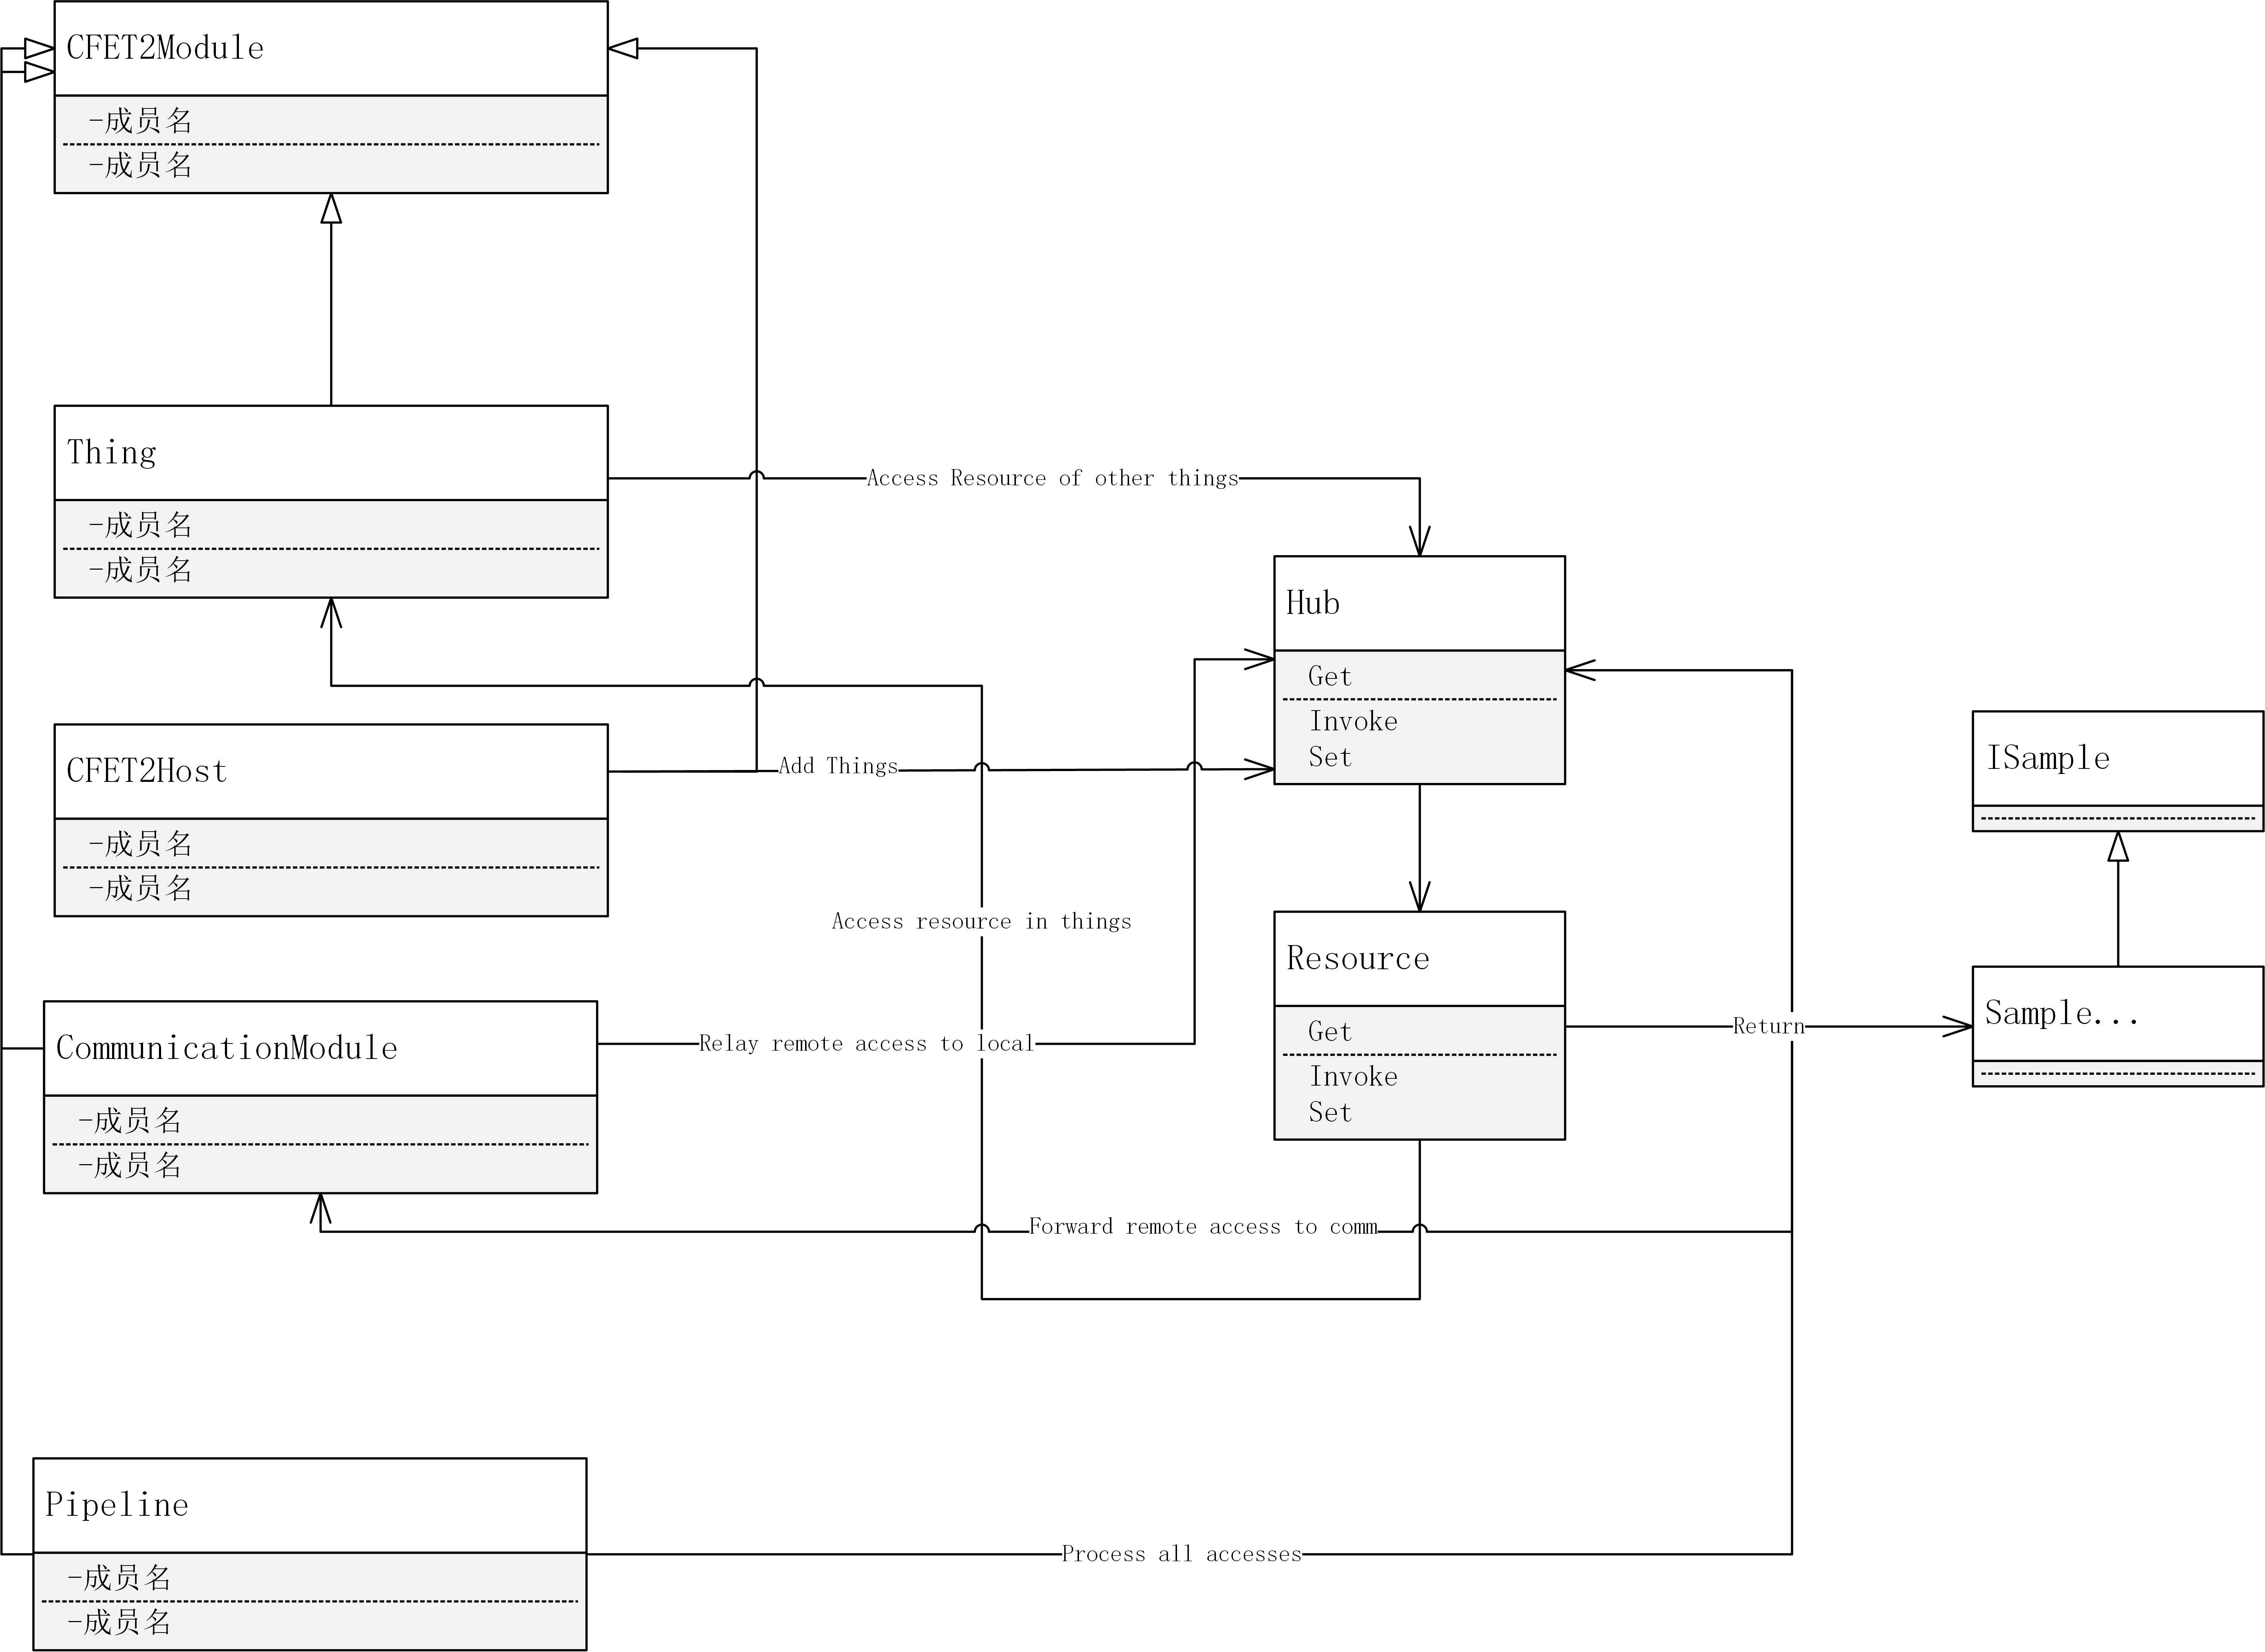 CFET2Module
-成员名
-成员名
Thing
-成员名
-成员名
Access Resource of other things
Hub
Get
Invoke
Set
CFET2Host
-成员名
-成员名
Add Things
ISample
Access resource in things
Resource
Get
Invoke
Set
Return
Sample...
CommunicationModule
-成员名
-成员名
Relay remote access to local
Forward remote access to comm
Pipeline
-成员名
-成员名
Process all accesses